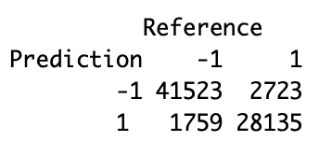 Reference
Prediction -1 1
-1 41523 2723
1 1759 28135